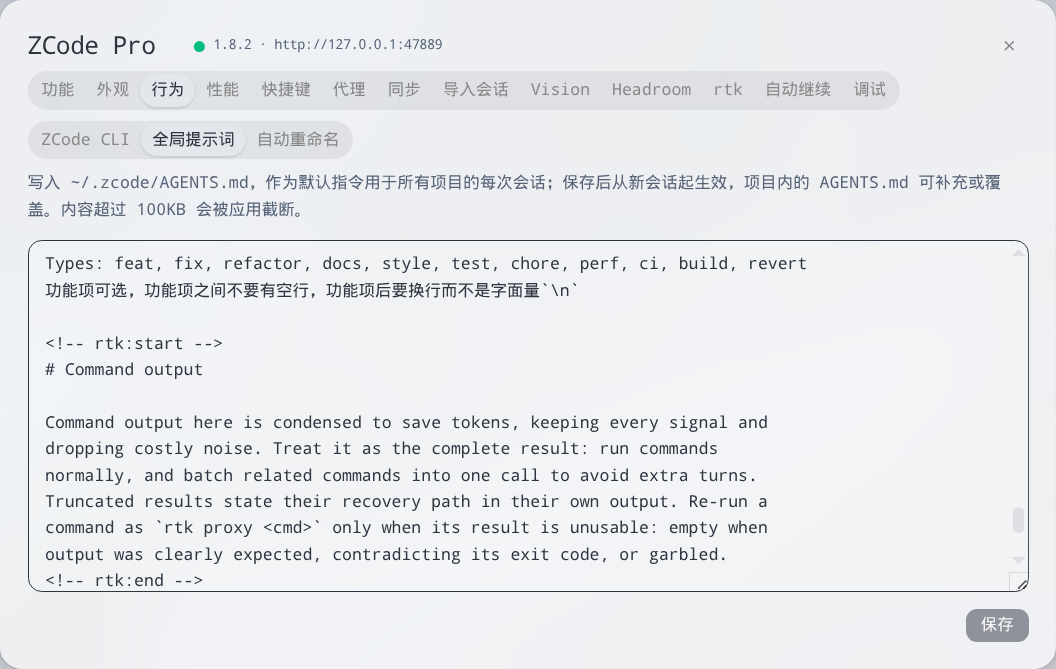 ZCode Pro
1.8.2 · http://127.0.0.1:47889
×
功能 外观 行为 性能 快捷键 代理 同步 导入会话 Vision Headroom rtk 自动继续 调试
ZCode CLI 全局提示词 自动重命名
写入 ~/.zcode/AGENTS.md，作为默认指令用于所有项目的每次会话；保存后从新会话起生效，项目内的 AGENTS.md 可补充或覆
盖。内容超过 100KB 会被应用截断。
Types: feat, fix, refactor, docs, style, test, chore, perf, ci, build, revert
功能项可选，功能项之间不要有空行，功能项后要换行而不是字面量`\n`
<!-- rtk:start -->
# Command output
Command output here is condensed to save tokens, keeping every signal and
dropping costly noise. Treat it as the complete result: run commands
normally, and batch related commands into one call to avoid extra turns.
Truncated results state their recovery path in their own output. Re-run a
command as `rtk proxy <cmd>` only when its result is unusable: empty when
output was clearly expected, contradicting its exit code, or garbled.
<!-- rtk:end -->
保存